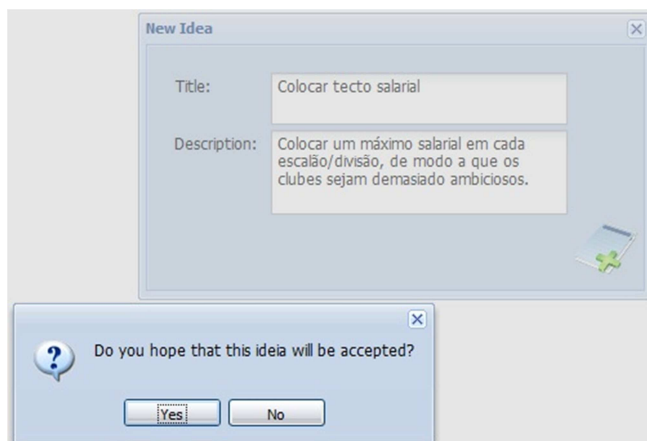 New Idea
Title:
Colocar tecto salarial
Description:
Colocar um máximo salarial em cada
escalão/divisão, de modo a que os
clubes sejam demasiado ambiciosos.
Do you hope that this ideia will be accepted?
Yes
No